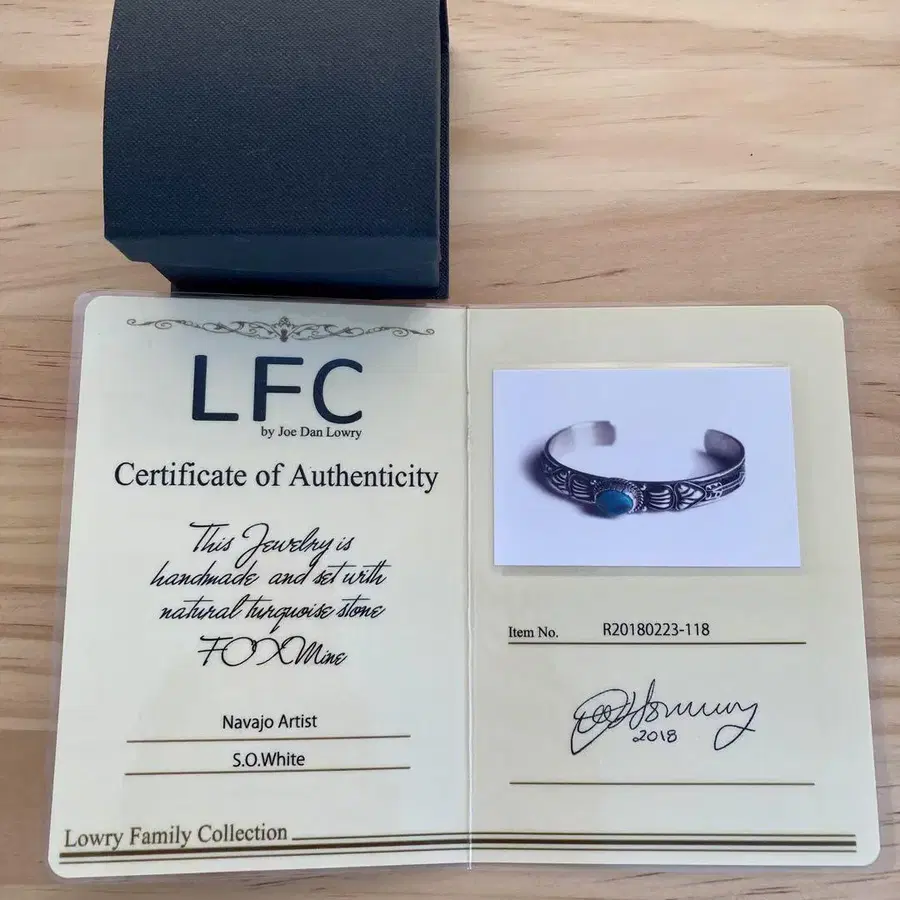 LFC
by Joe Dan Lowry
Certificate of Authenticity
This Jewelry is
handmade and set with
natural turquoise stone
FOX Mine
Navajo Artist
S.O.White
Lowry Family Collection
Item No. R20180223-118
2018